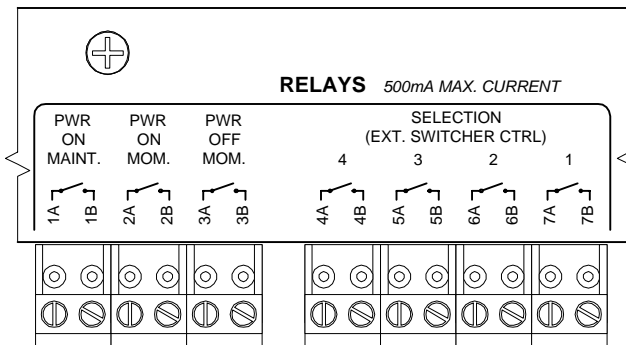 RELAYS 500mA MAX. CURRENT
PWR ON MAINT.
PWR ON MOM.
PWR OFF MOM.
SELECTION
(EXT. SWITCHER CTRL)
4 3 2 1
1A 1B 2A 2B 3A 3B 4A 4B 5A 5B 6A 6B 7A 7B